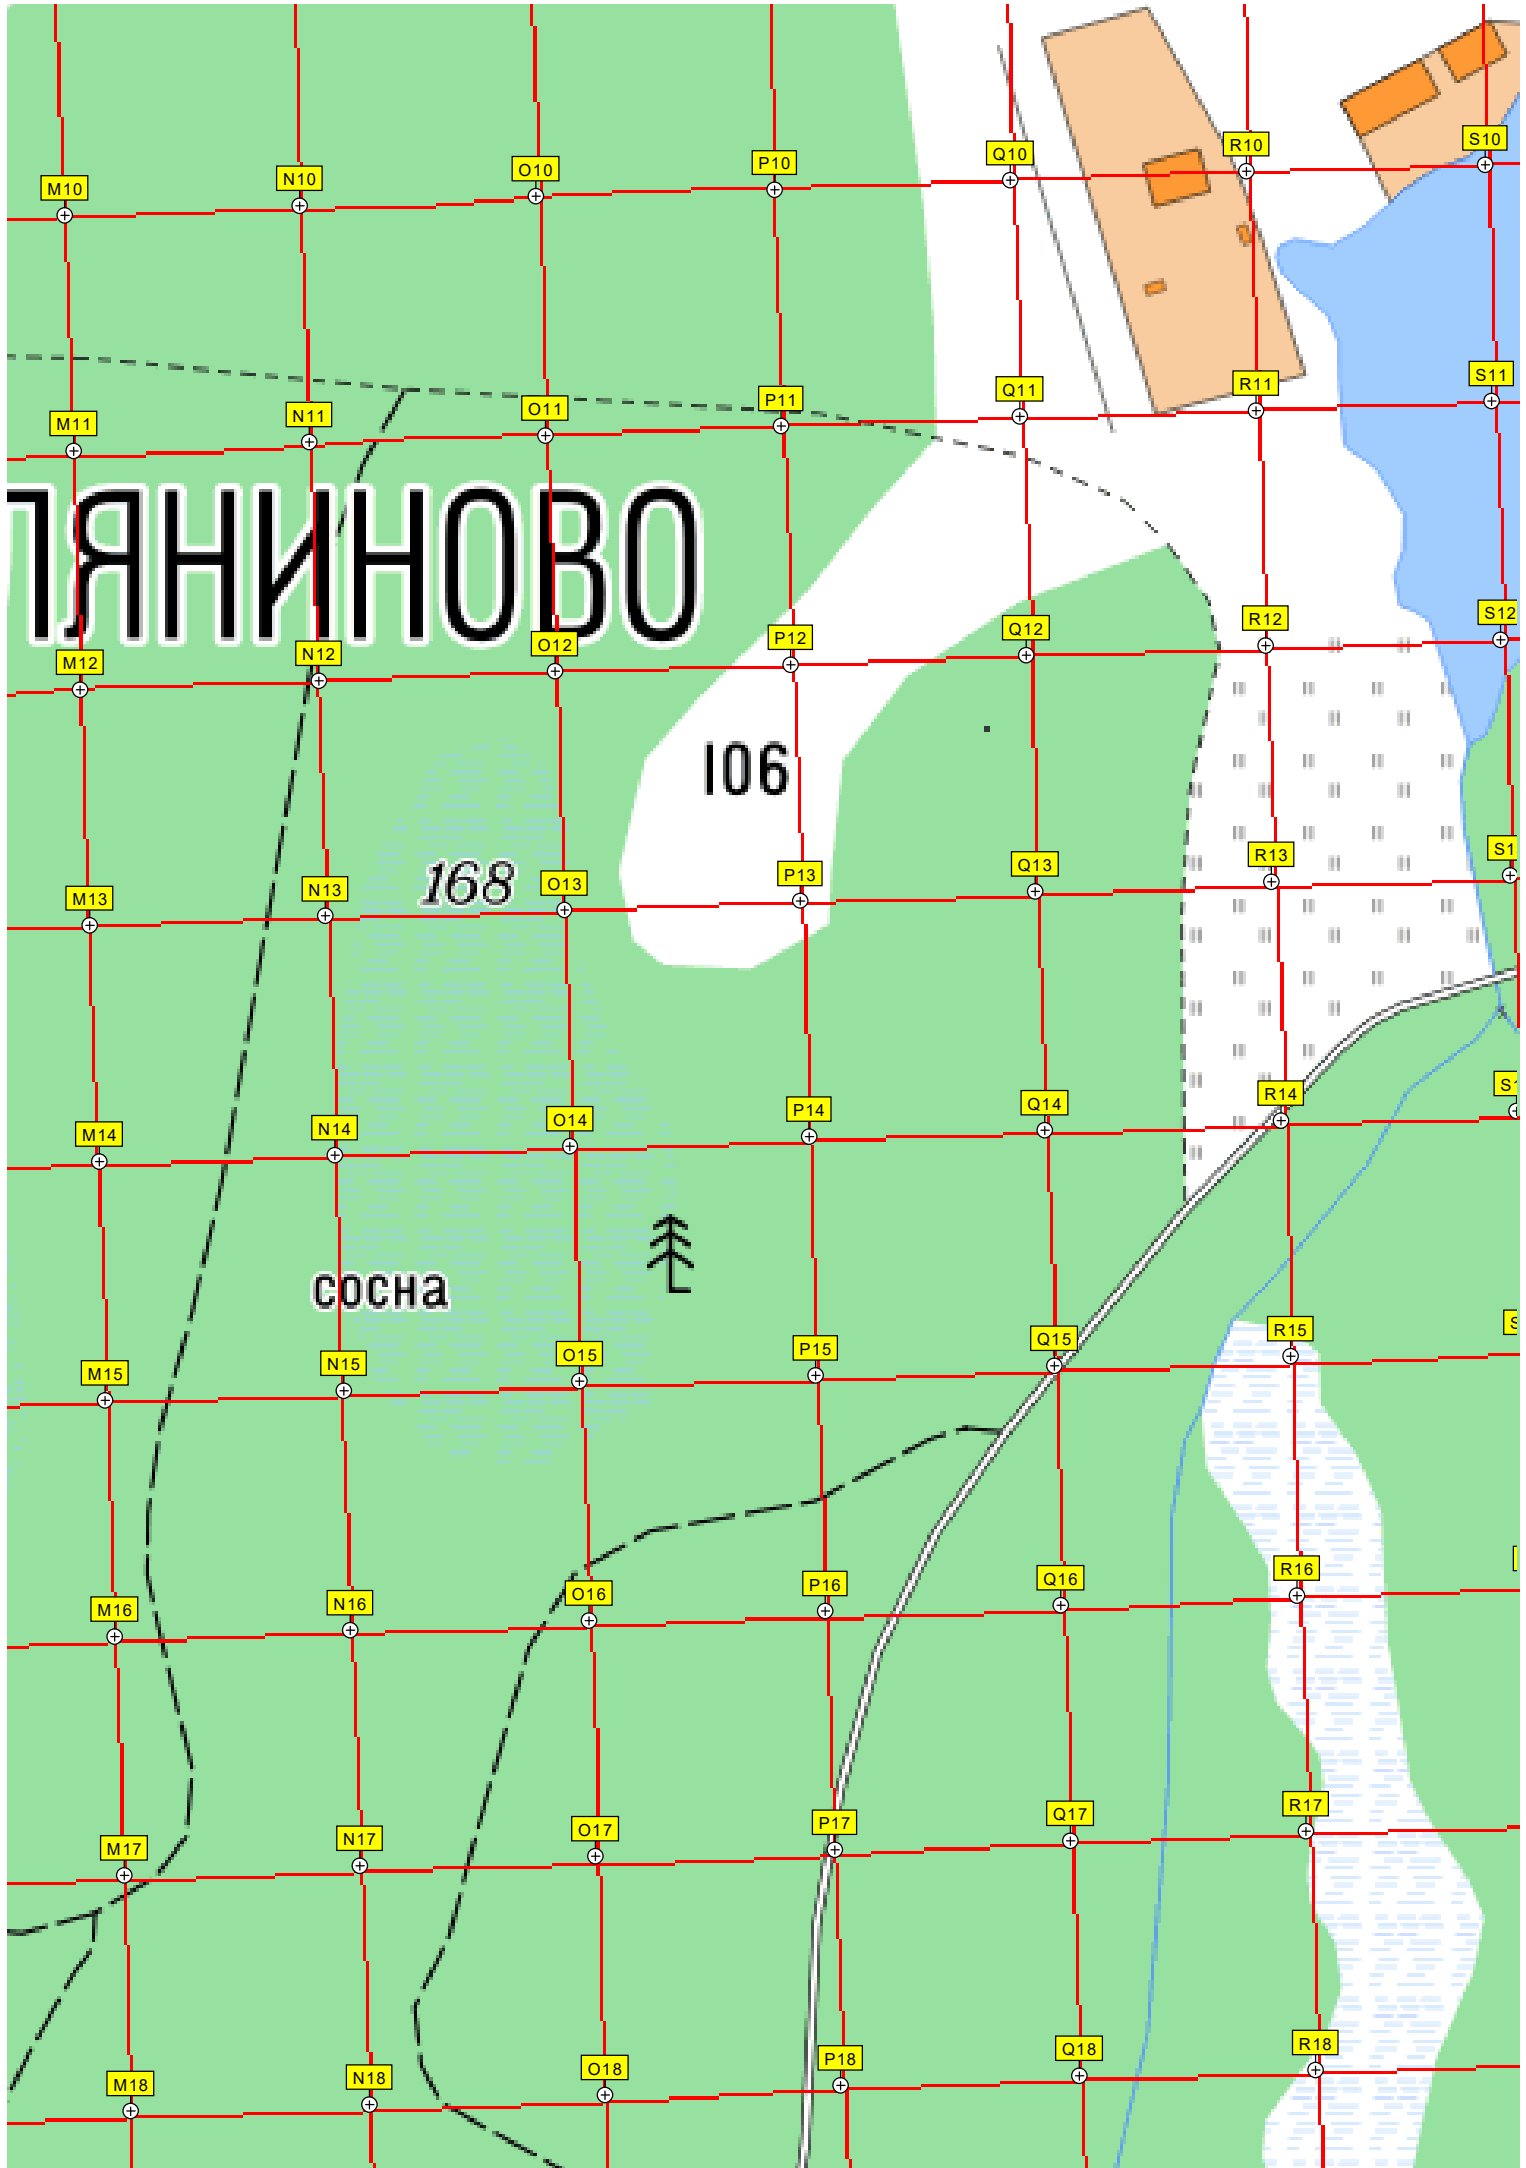 M10 N10 O10 P10 Q10 R10 S10
M11 N11 O11 P11 Q11 R11 S11
ЛЯНИНОВО
M12 N12 O12 P12 Q12 R12 S12
106
168
M13 N13 O13 P13 Q13 R13 S1
M14 N14 O14 P14 Q14 R14 S1
сосна
M15 N15 O15 P15 Q15 R15 S
M16 N16 O16 P16 Q16 R16
M17 N17 O17 P17 Q17 R17
M18 N18 O18 P18 Q18 R18